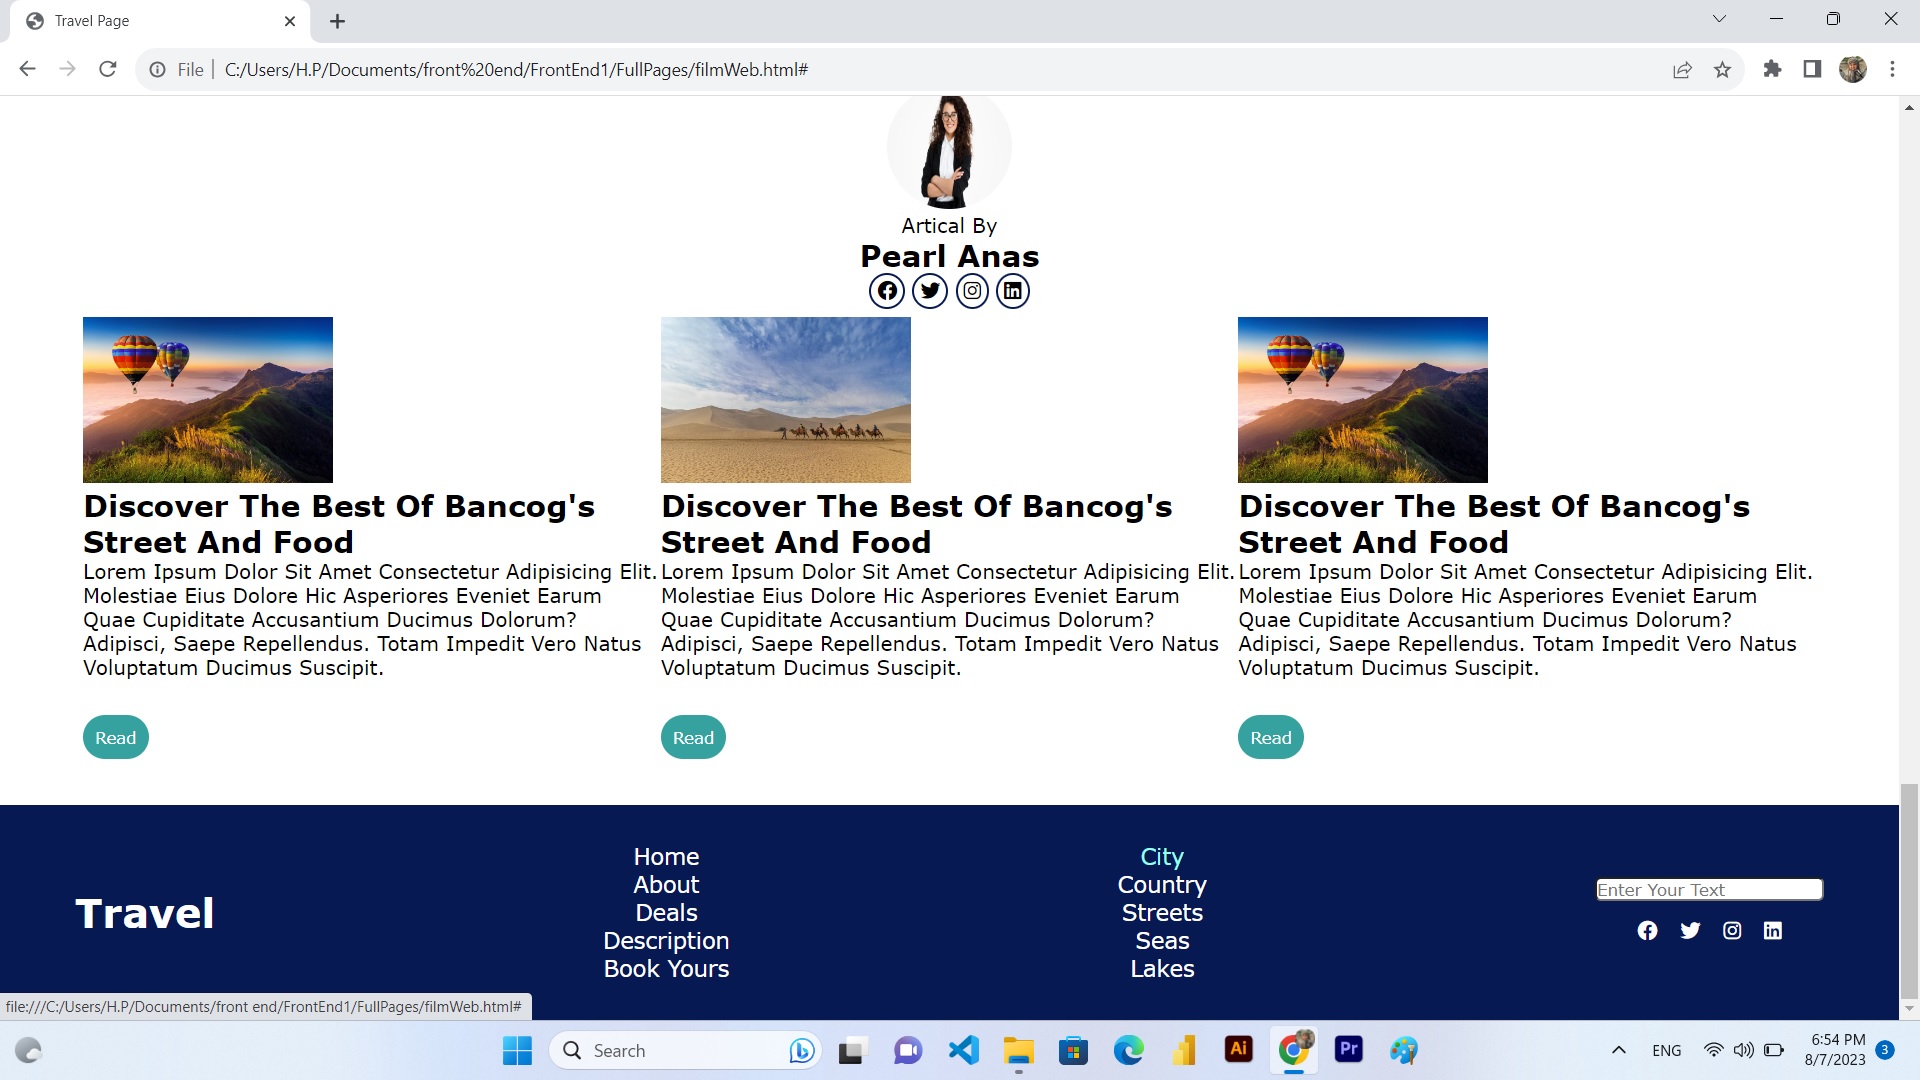 Travel Page
File
C:/Users/H.P/Documents/front%20end/FrontEnd1/FullPages/filmWeb.html#
Artical By
Pearl Anas
Discover The Best Of Bancog's
Street And Food
Lorem Ipsum Dolor Sit Amet Consectetur Adipisicing Elit.
Molestiae Eius Dolore Hic Asperiores Eveniet Earum
Quae Cupiditate Accusantium Ducimus Dolorum?
Adipisci, Saepe Repellendus. Totam Impedit Vero Natus
Voluptatum Ducimus Suscipit.
Read
Discover The Best Of Bancog's
Street And Food
Lorem Ipsum Dolor Sit Amet Consectetur Adipisicing Elit.
Molestiae Eius Dolore Hic Asperiores Eveniet Earum
Quae Cupiditate Accusantium Ducimus Dolorum?
Adipisci, Saepe Repellendus. Totam Impedit Vero Natus
Voluptatum Ducimus Suscipit.
Read
Discover The Best Of Bancog's
Street And Food
Lorem Ipsum Dolor Sit Amet Consectetur Adipisicing Elit.
Molestiae Eius Dolore Hic Asperiores Eveniet Earum
Quae Cupiditate Accusantium Ducimus Dolorum?
Adipisci, Saepe Repellendus. Totam Impedit Vero Natus
Voluptatum Ducimus Suscipit.
Read
Travel
Home
About
Deals
Description
Book Yours
City
Country
Streets
Seas
Lakes
Enter Your Text
file:///C:/Users/H.P/Documents/front end/FrontEnd1/FullPages/filmWeb.html#
Search
Ai
Pr
ENG
6:54 PM
8/7/2023
3